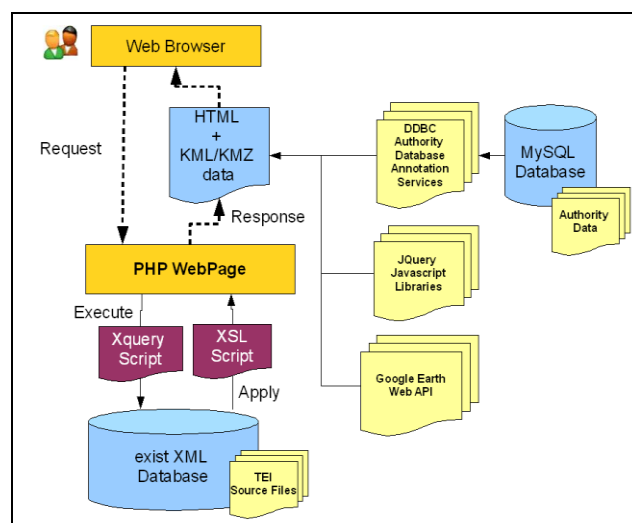 Web Browser
HTML
+
KML/KMZ
data
Request
Response
DDBC
Authority
Database
Annotation
Services
MySQL
Database
Authority
Data
JQuery
Javascript
Libraries
PHP WebPage
Execute
Xquery
Script
XSL
Script
Apply
Google Earth
Web API
exist XML
Database
TEI
Source Files